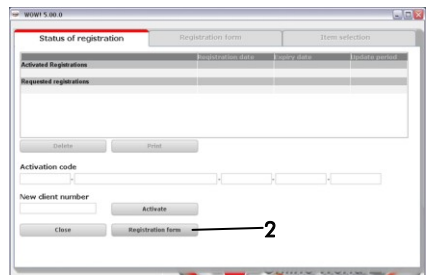 WOW! 5.00.0
Status of registration
Registration form
Item selection
Registration date
Expiry date
Update period
Activated Registrations
Requested registrations
Delete
Print
Activation code
- - - -
New client number
Activate
Close
Registration form
2